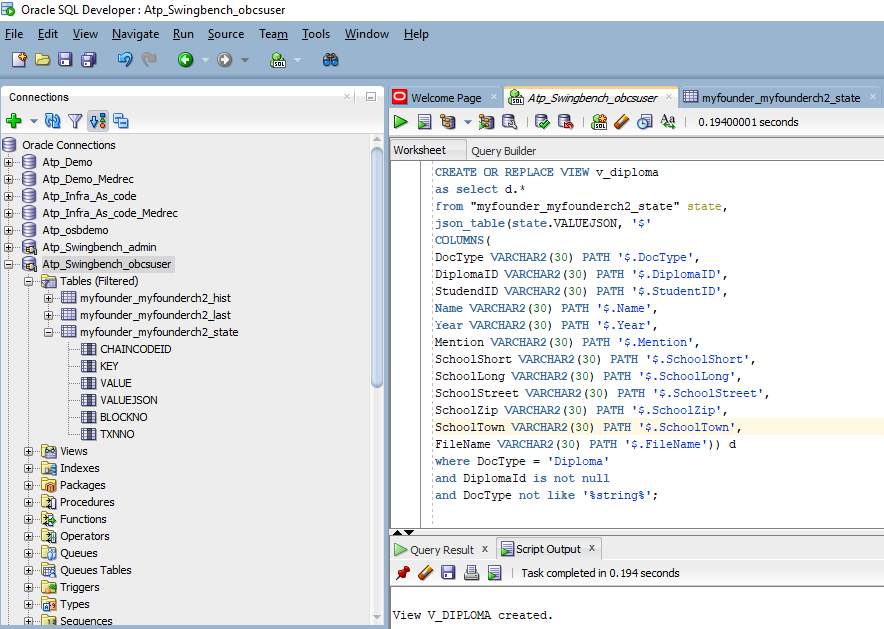 Oracle SQL Developer : Atp_Swingbench_obcsuser
File Edit View Navigate Run Source Team Tools Window Help
Connections
Oracle Connections
Atp_Demo
Atp_Demo_Medrec
Atp_Infra_As_code
Atp_Infra_As_code_Medrec
Atp_osbdemo
Atp_Swingbench_admin
Atp_Swingbench_obcsuser
Tables (Filtered)
myfounder_myfounderch2_hist
myfounder_myfounderch2_last
myfounder_myfounderch2_state
CHAINCODEID
KEY
VALUE
VALUEJSON
BLOCKNO
TXNNO
Views
Indexes
Packages
Procedures
Functions
Operators
Queues
Queues Tables
Triggers
Types
Sequences
Welcome Page Atp_Swingbench_obcsuser myfounder_myfounderch2_state
0.19400001 seconds
Worksheet Query Builder
CREATE OR REPLACE VIEW v_diploma
as select d.*
from "myfounder_myfounderch2_state" state,
json_table(state.VALUEJSON, '$'
COLUMNS(
DocType VARCHAR2(30) PATH '$.DocType',
DiplomaID VARCHAR2(30) PATH '$.DiplomaID',
StudendID VARCHAR2(30) PATH '$.StudentID',
Name VARCHAR2(30) PATH '$.Name',
Year VARCHAR2(30) PATH '$.Year',
Mention VARCHAR2(30) PATH '$.Mention',
SchoolShort VARCHAR2(30) PATH '$.SchoolShort',
SchoolLong VARCHAR2(30) PATH '$.SchoolLong',
SchoolStreet VARCHAR2(30) PATH '$.SchoolStreet',
SchoolZip VARCHAR2(30) PATH '$.SchoolZip',
SchoolTown VARCHAR2(30) PATH '$.SchoolTown',
FileName VARCHAR2(30) PATH '$.FileName')) d
where DocType = 'Diploma'
and DiplomaId is not null
and DocType not like '%string%';
Query Result x Script Output x
Task completed in 0.194 seconds
View V_DIPLOMA created.